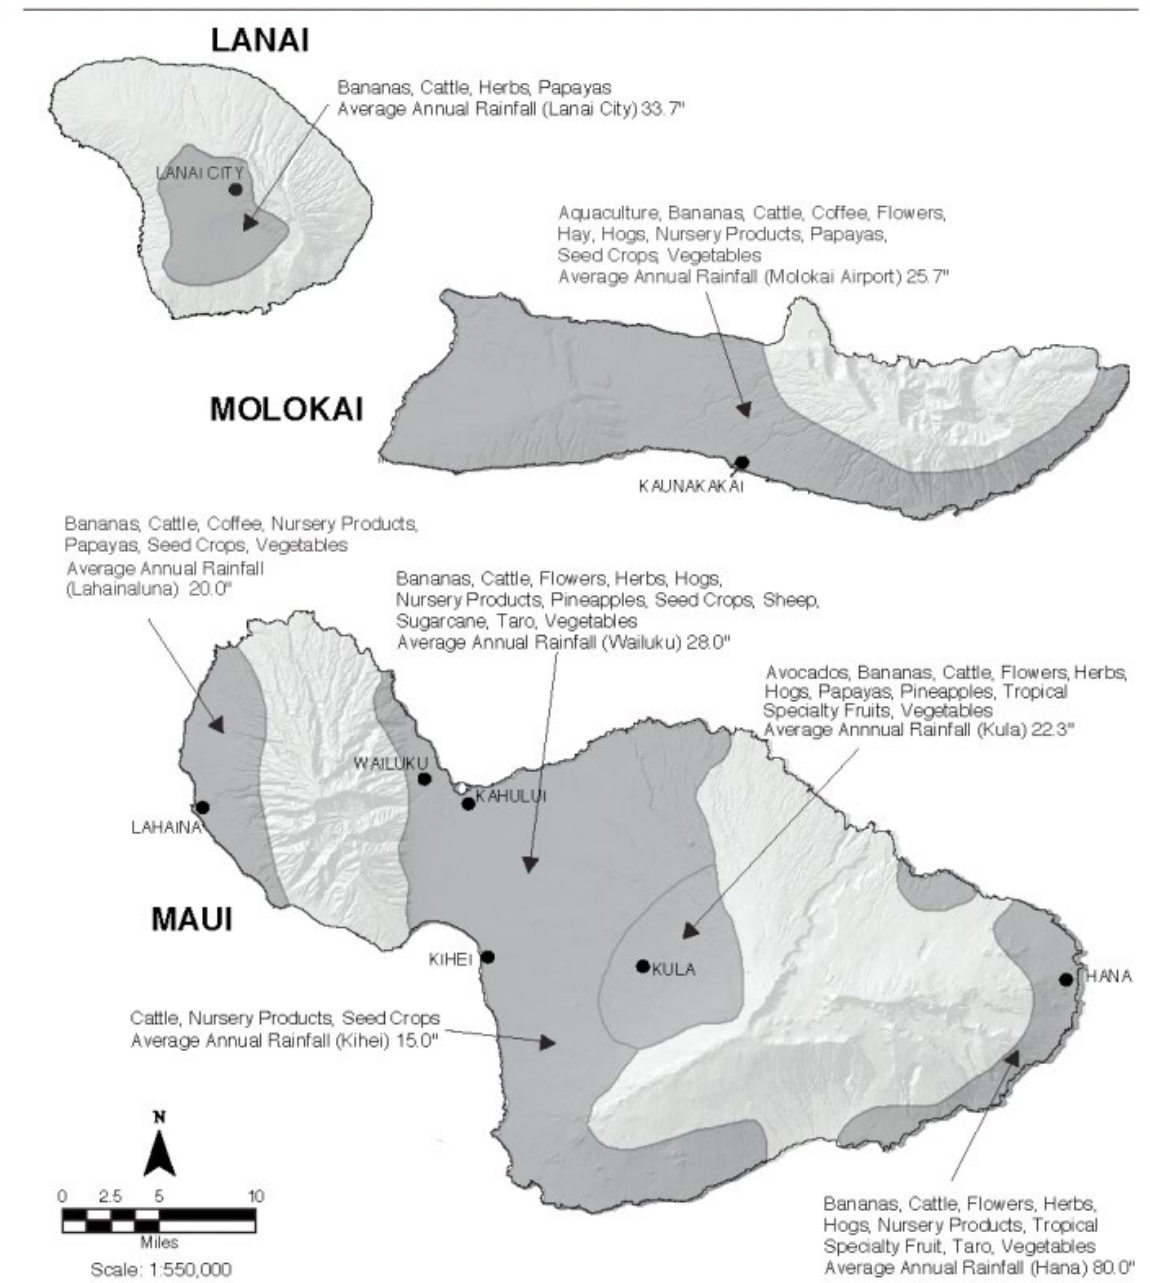 LANAI
Bananas, Cattle, Herbs, Papayas
Average Annual Rainfall (Lanai City) 33.7"
LANAI CITY
Aquaculture, Bananas, Cattle, Coffee, Flowers,
Hay, Hogs, Nursery Products, Papayas,
Seed Crops, Vegetables
Average Annual Rainfall (Molokai Airport) 25.7"
MOLOKAI
KAUNAKAKAI
Bananas, Cattle, Coffee, Nursery Products,
Papayas, Seed Crops, Vegetables
Average Annual Rainfall
(Lahainaluna) 20.0"
Bananas, Cattle, Flowers, Herbs, Hogs,
Nursery Products, Pineapples, Seed Crops, Sheep,
Sugarcane, Taro, Vegetables
Average Annual Rainfall (Wailuku) 28.0"
Avocados, Bananas, Cattle, Flowers, Herbs,
Hogs, Papayas, Pineapples, Tropical
Specialty Fruits, Vegetables
Average Annnual Rainfall (Kula) 22.3"
WAILUKU
KAHULUI
LAHAINA
MAUI
KIHEI
KULA
HANA
Cattle, Nursery Products, Seed Crops
Average Annual Rainfall (Kihei) 15.0"
N
0 2.5 5 10
Miles
Scale: 1:550,000
Bananas, Cattle, Flowers, Herbs,
Hogs, Nursery Products, Tropical
Specialty Fruit, Taro, Vegetables
Average Annual Rainfall (Hana) 80.0"